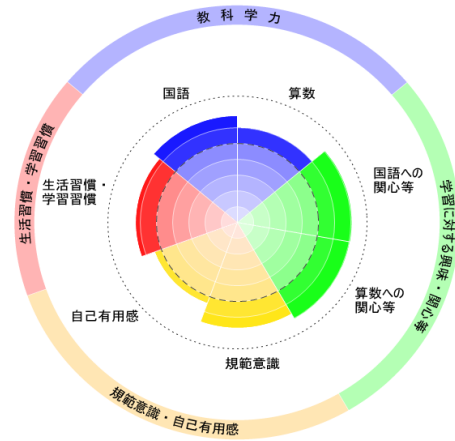 教科学力
国語
算数
生活習慣・学習習慣
生活習慣・
学習習慣
国語への
関心等
学習に対する興味・関心等
算数への
関心等
自己有用感
規範意識
規範意識・自己有用感